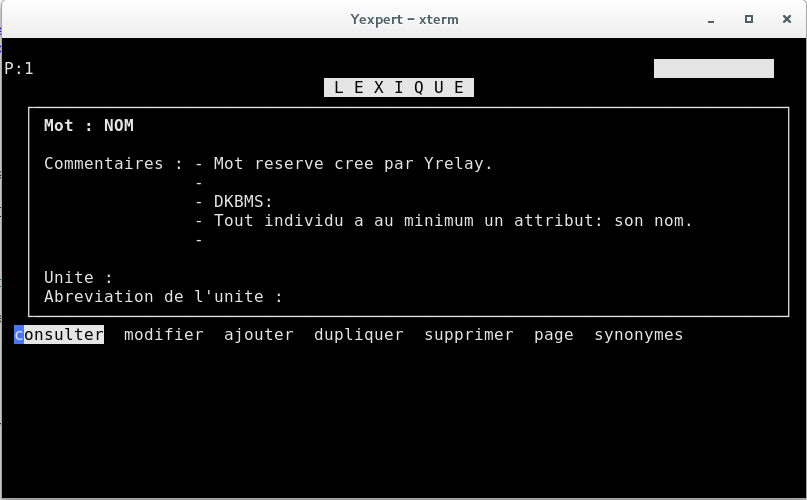 Yexpert – xterm
P:1
L E X I Q U E
Mot : NOM
Commentaires : - Mot reserve cree par Yrelay.
-
- DKBMS:
- Tout individu a au minimum un attribut: son nom.
-
Unite :
Abreviation de l'unite :
consulter modifier ajouter dupliquer supprimer page synonymes